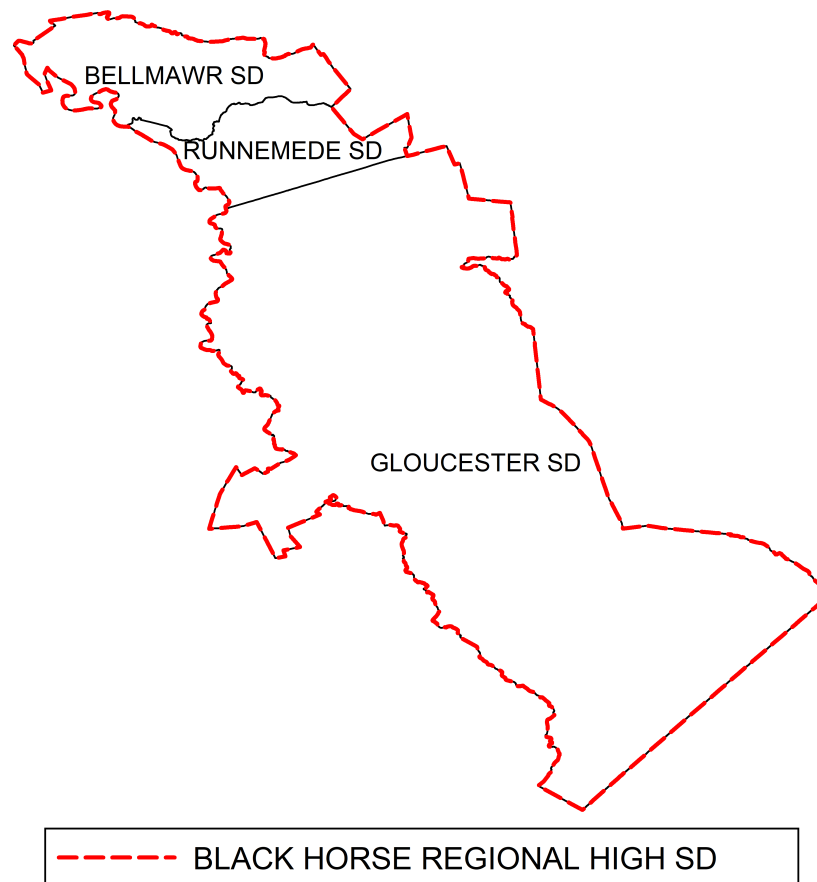 BELLMAWR SD
RUNNEMEDE SD
GLOUCESTER SD
BLACK HORSE REGIONAL HIGH SD